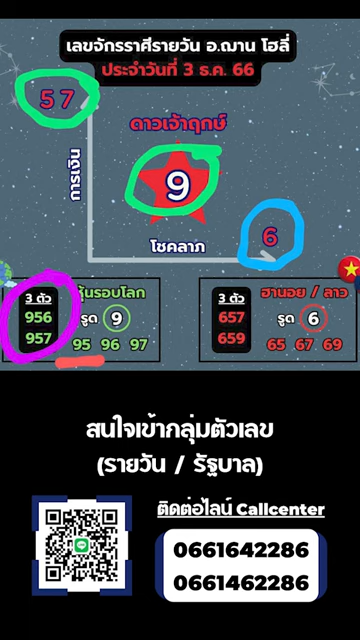 เลขจักรราศีรายวัน อ.ฌาน โฮลี่
ประจำวันที่ 3 ธ.ค. 66
5 7
ดาวเจ้าฤกษ์
การเงิน
9
โชคลาภ
6
3 ตัว
956
957
หุ้นรอบโลก
รูด 9
95 96 97
3 ตัว
657
659
ฮานอย / ลาว
รูด 6
65 67 69
สนใจเข้ากลุ่มตัวเลข
(รายวัน / รัฐบาล)
ติดต่อไลน์ Callcenter
0661642286
0661462286